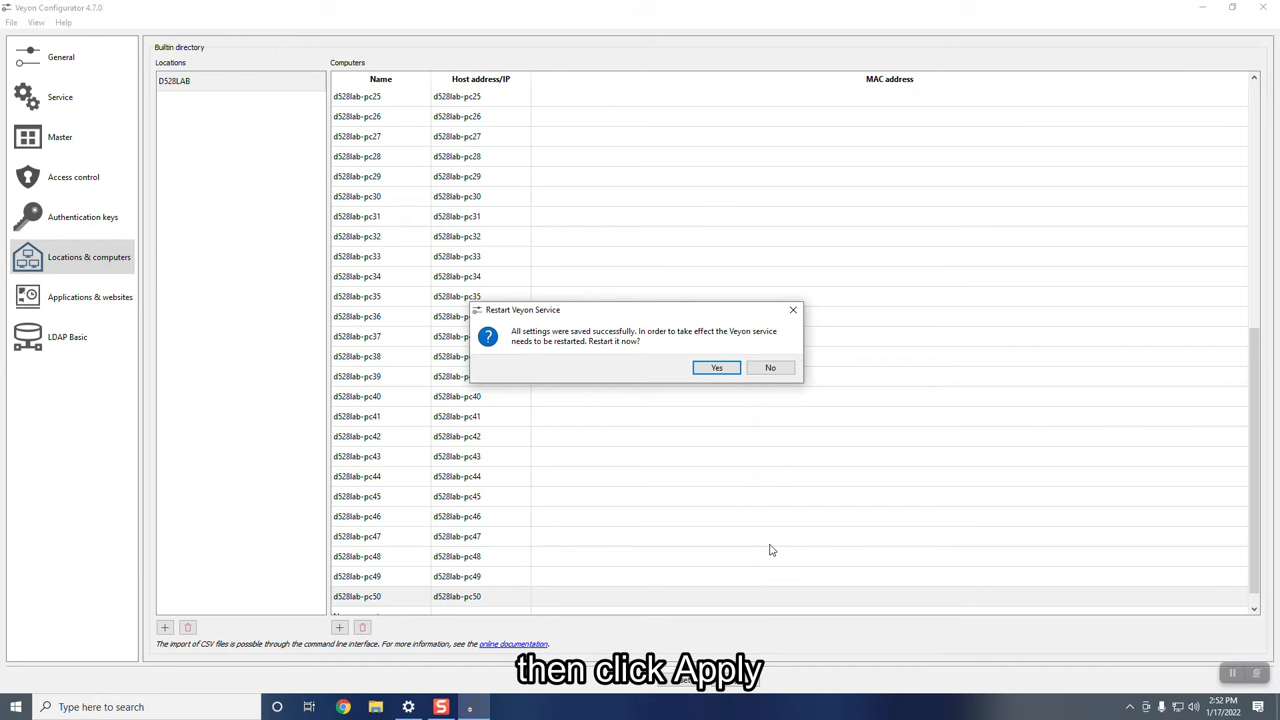 Veyon Configurator 4.7.0
File View Help
General
Service
Master
Access control
Authentication keys
Locations & computers
Applications & websites
LDAP Basic
Builtin directory
Locations
D528LAB
Computers
Name Host address/IP MAC address
d528lab-pc25 d528lab-pc25
d528lab-pc26 d528lab-pc26
d528lab-pc27 d528lab-pc27
d528lab-pc28 d528lab-pc28
d528lab-pc29 d528lab-pc29
d528lab-pc30 d528lab-pc30
d528lab-pc31 d528lab-pc31
d528lab-pc32 d528lab-pc32
d528lab-pc33 d528lab-pc33
d528lab-pc34 d528lab-pc34
d528lab-pc35 d528lab-pc35
d528lab-pc36 d528lab-p
d528lab-pc37 d528lab-p
d528lab-pc38 d528lab-p
d528lab-pc39 d528lab-p
d528lab-pc40 d528lab-pc40
d528lab-pc41 d528lab-pc41
d528lab-pc42 d528lab-pc42
d528lab-pc43 d528lab-pc43
d528lab-pc44 d528lab-pc44
d528lab-pc45 d528lab-pc45
d528lab-pc46 d528lab-pc46
d528lab-pc47 d528lab-pc47
d528lab-pc48 d528lab-pc48
d528lab-pc49 d528lab-pc49
d528lab-pc50 d528lab-pc50
Restart Veyon Service
All settings were saved successfully. In order to take effect the Veyon service
needs to be restarted. Restart it now?
Yes No
The import of CSV files is possible through the command line interface. For more information, see the online documentation.
then click Apply
Type here to search
2:52 PM
1/17/2022